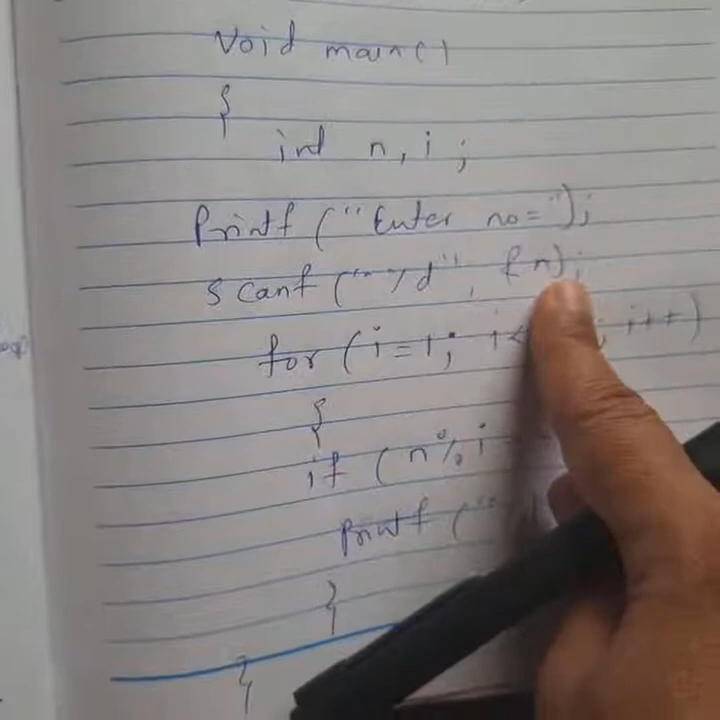 void main()
{
int n, i ;
Printf ("Enter no=");
scanf ("%d", &n);
for (i=1; i< ; i++)
{
if (n%i
printf ("
}
}